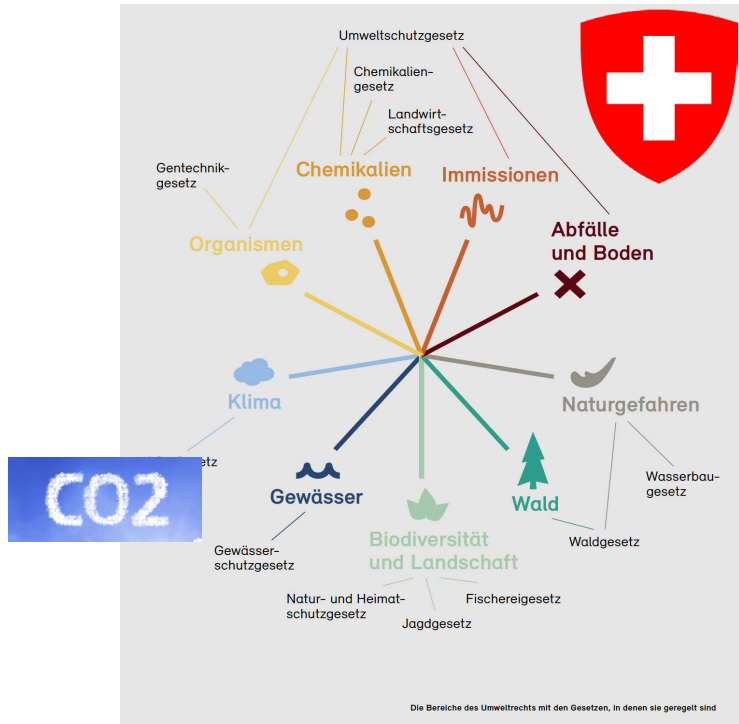 Umweltschutzgesetz
Chemikalien-
gesetz
Landwirt-
schaftsgesetz
Gentechnik-
gesetz
Chemikalien
Immissionen
Organismen
Abfälle
und Boden
Klima
Naturgefahren
CO2
Gewässer
Wald
Wasserbau-
gesetz
Gewässer-
schutzgesetz
Biodiversität
und Landschaft
Waldgesetz
Natur- und Heimat-
schutzgesetz
Jagdgesetz
Fischereigesetz
Die Bereiche des Umweltrechts mit den Gesetzen, in denen sie geregelt sind